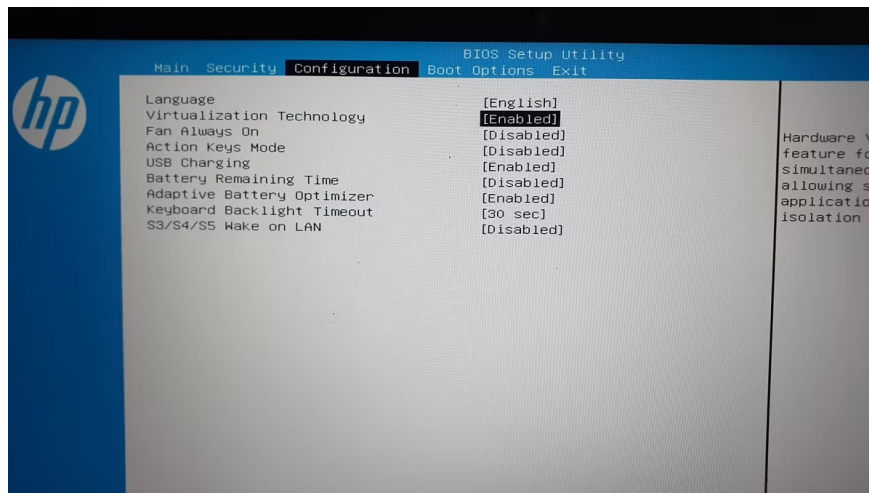 BIOS Setup Utility
Main Security Configuration Boot Options Exit
hp
Language [English]
Virtualization Technology [Enabled]
Fan Always On [Disabled]
Action Keys Mode [Disabled]
USB Charging [Enabled]
Battery Remaining Time [Disabled]
Adaptive Battery Optimizer [Enabled]
Keyboard Backlight Timeout [30 sec]
S3/S4/S5 Wake on LAN [Disabled]
Hardware
feature
allowing
isolation